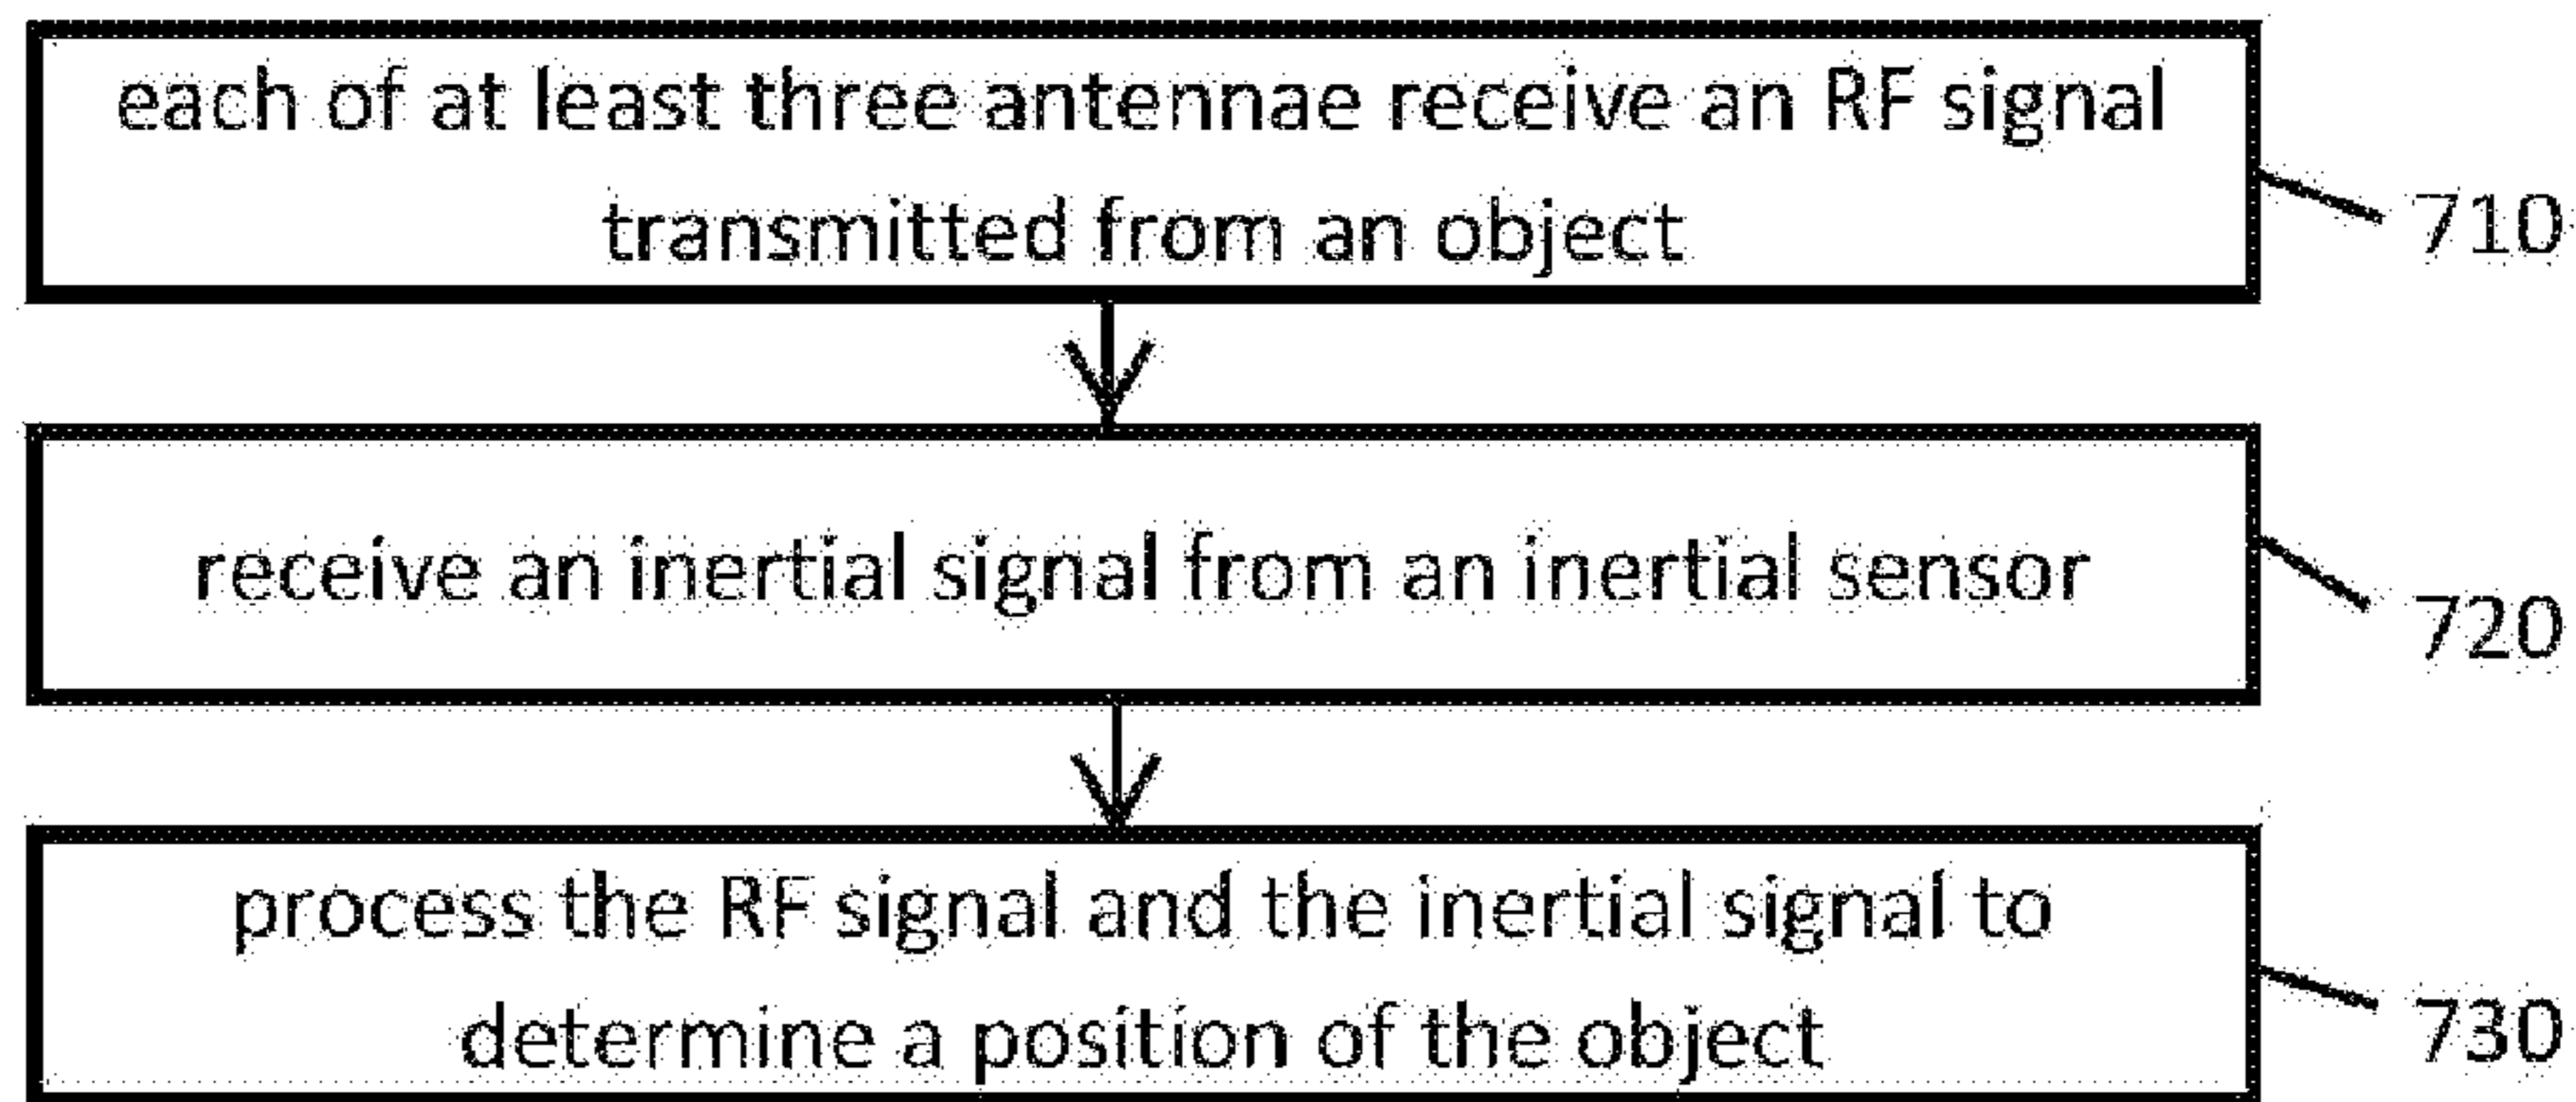 each of at least three antennae receive an RF signal
transmitted from an object
710
receive an inertial signal from an inertial sensor
720
process the RF signal and the inertial signal to
determine a position of the object
730